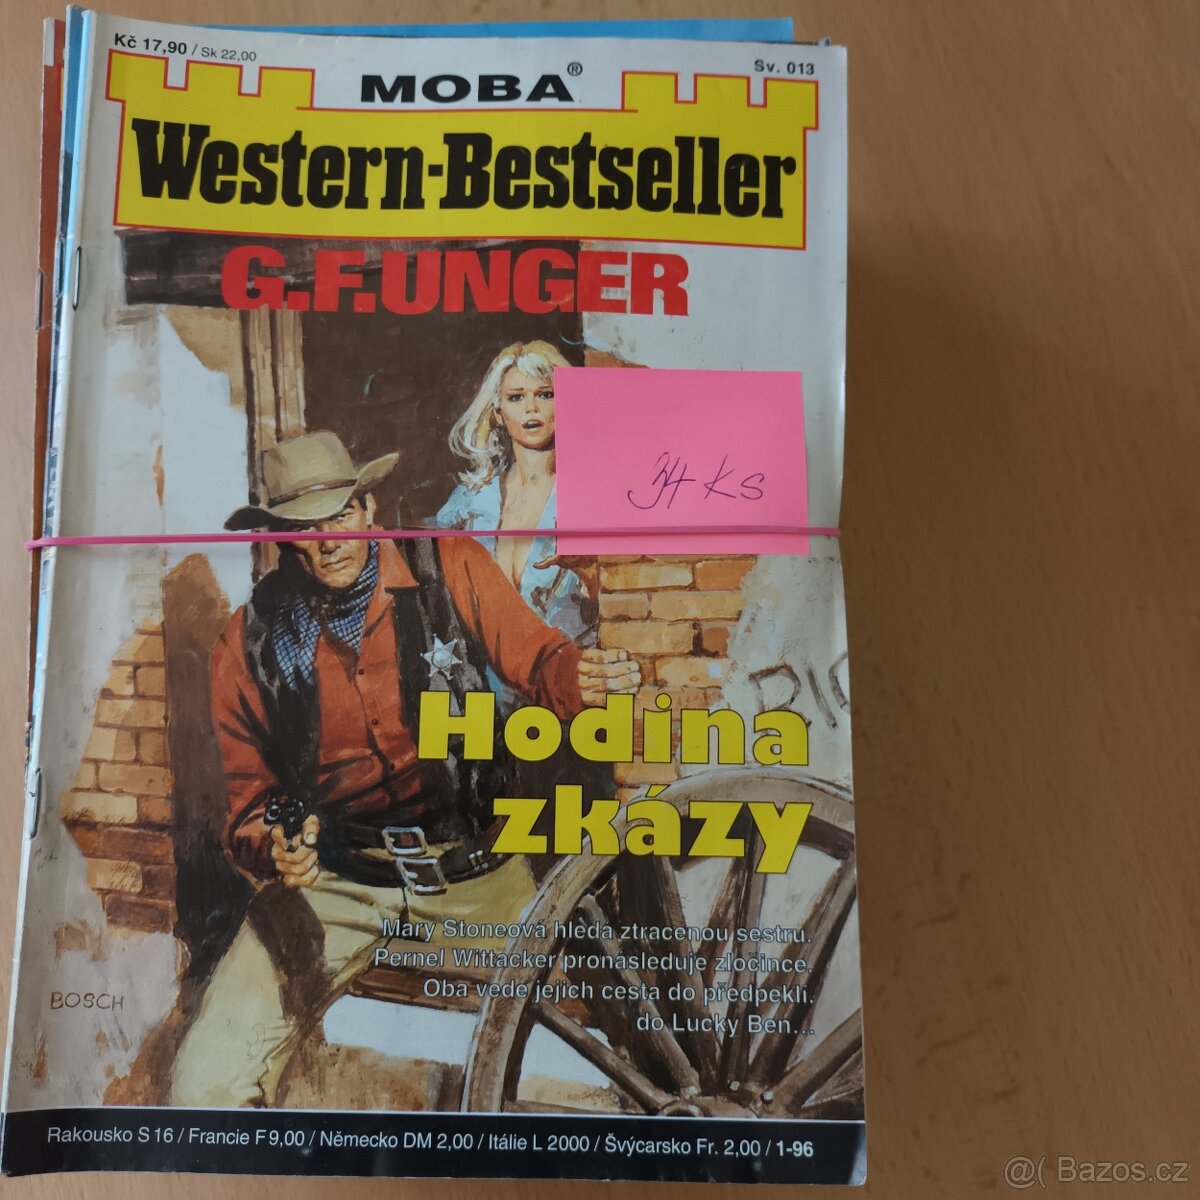 Kč 17,90 / Sk 22,00
MOBA®
Sv. 013
Western-Bestseller
G.F.UNGER
34 KS
BIG
Hodina
zkázy
Mary Stoneová hledá ztracenou sestru.
Pernel Wittacker pronásleduje zločince.
Oba vede jejich cesta do předpeklí.
do Lucky Ben...
BOSCH
Rakousko S 16 / Francie F 9,00 / Německo DM 2,00 / Itálie L 2000 / Švýcarsko Fr. 2,00 / 1-96
@( Bazos.cz